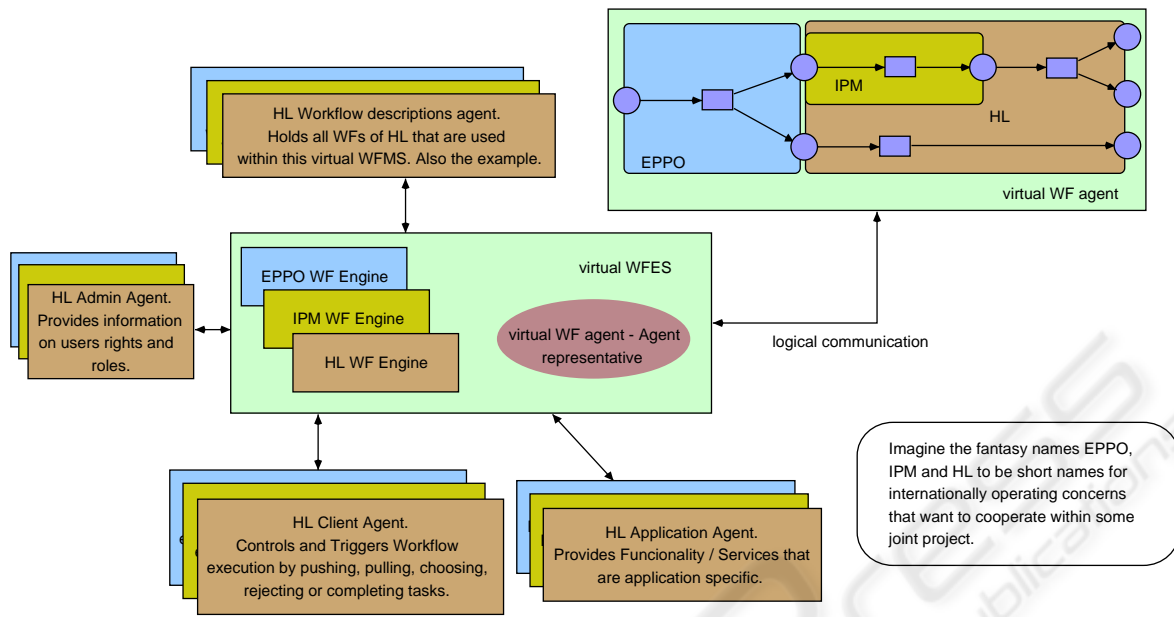 HL Workflow descriptions agent.
Holds all WFs of HL that are used
within this virtual WFMS. Also the example.
IPM
HL
EPPO
virtual WF agent
EPPO WF Engine
virtual WFES
IPM WF Engine
HL WF Engine
virtual WF agent - Agent
representative
HL Admin Agent.
Provides information
on users rights and
roles.
logical communication
HL Client Agent.
Controls and Triggers Workflow
execution by pushing, pulling, choosing,
rejecting or completing tasks.
HL Application Agent.
Provides Funcionality / Services that
are application specific.
Imagine the fantasy names EPPO,
IPM and HL to be short names for
internationally operating concerns
that want to cooperate within some
joint project.